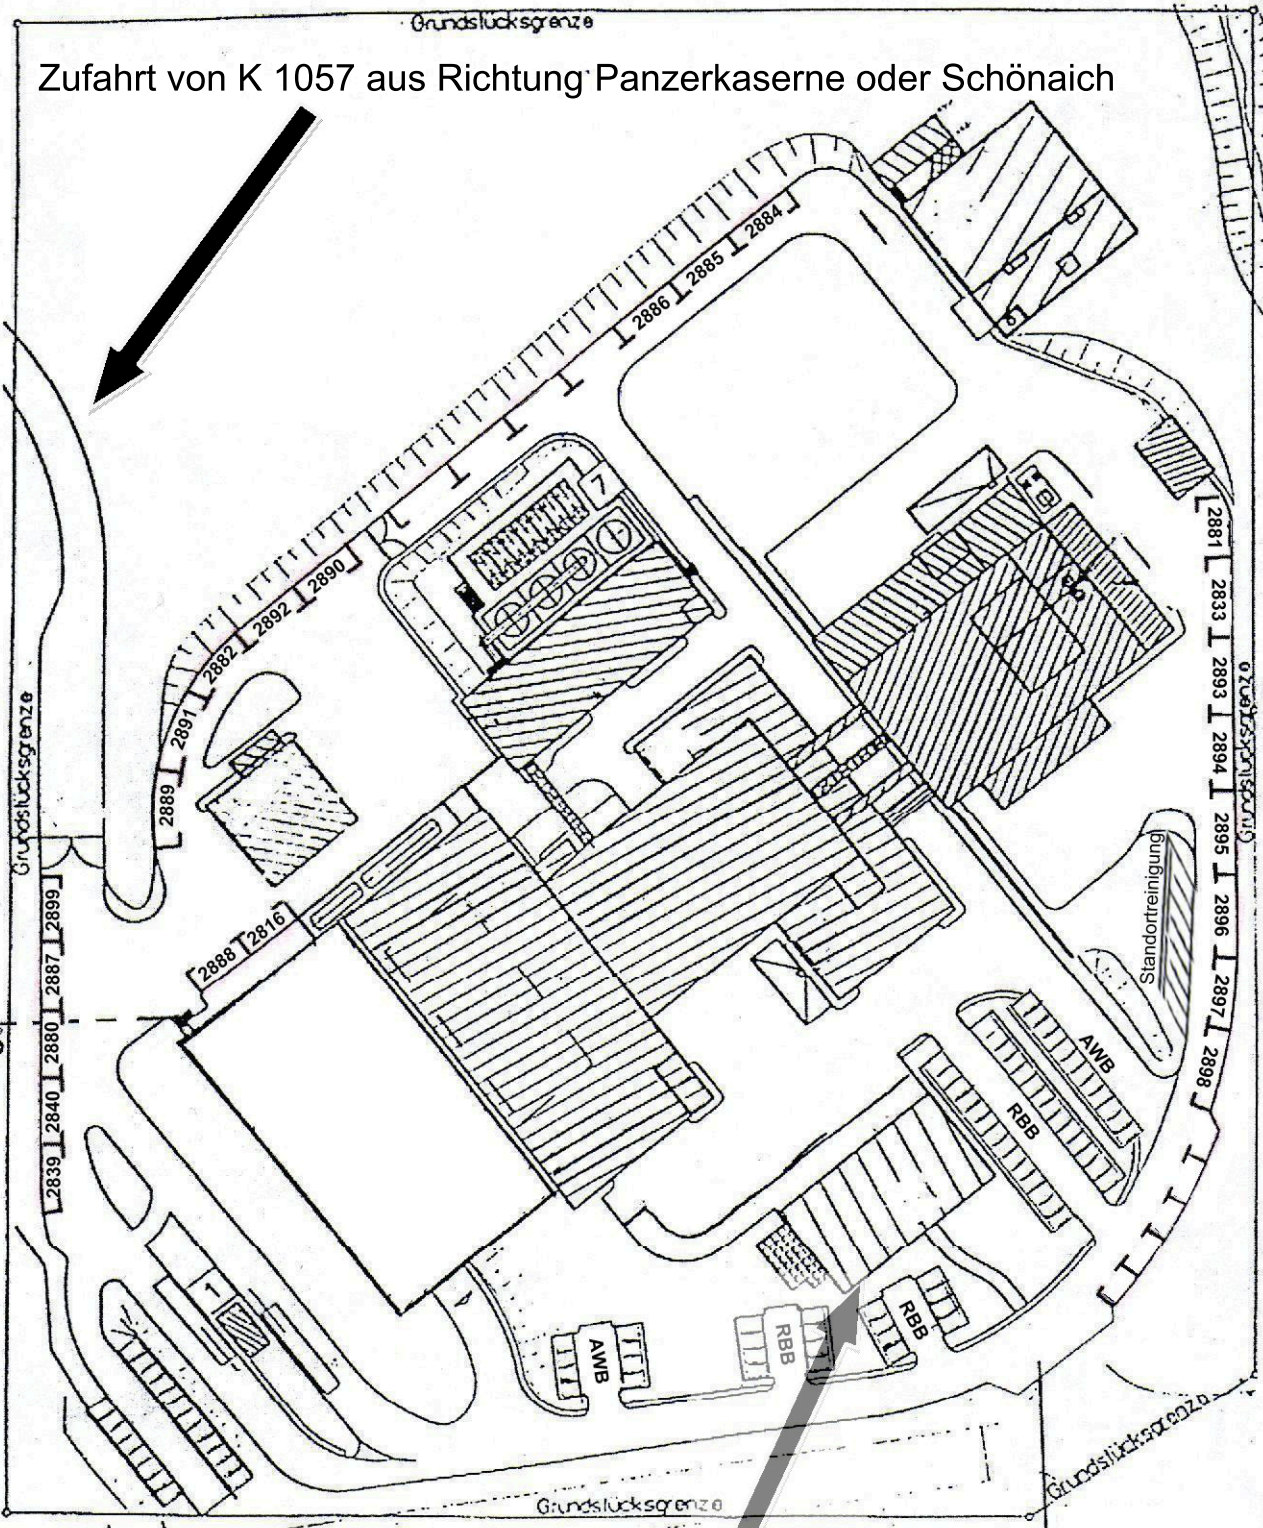 Grundstücksgrenze
Zufahrt von K 1057 aus Richtung Panzerkaserne oder Schönaich
2884
2885
2886
7
2890
2892
2882
2891
2889
2881
2833
2893
2894
2895
2896
2897
2898
Grundstücksgrenze
Grundstücksgrenze
Standortreinigung
2816
2888
2899
2887
2880
2840
2839
AWB
RBB
1
AWB
RBB
RBB
Grundstücksgrenze
Grundstücksgrenze